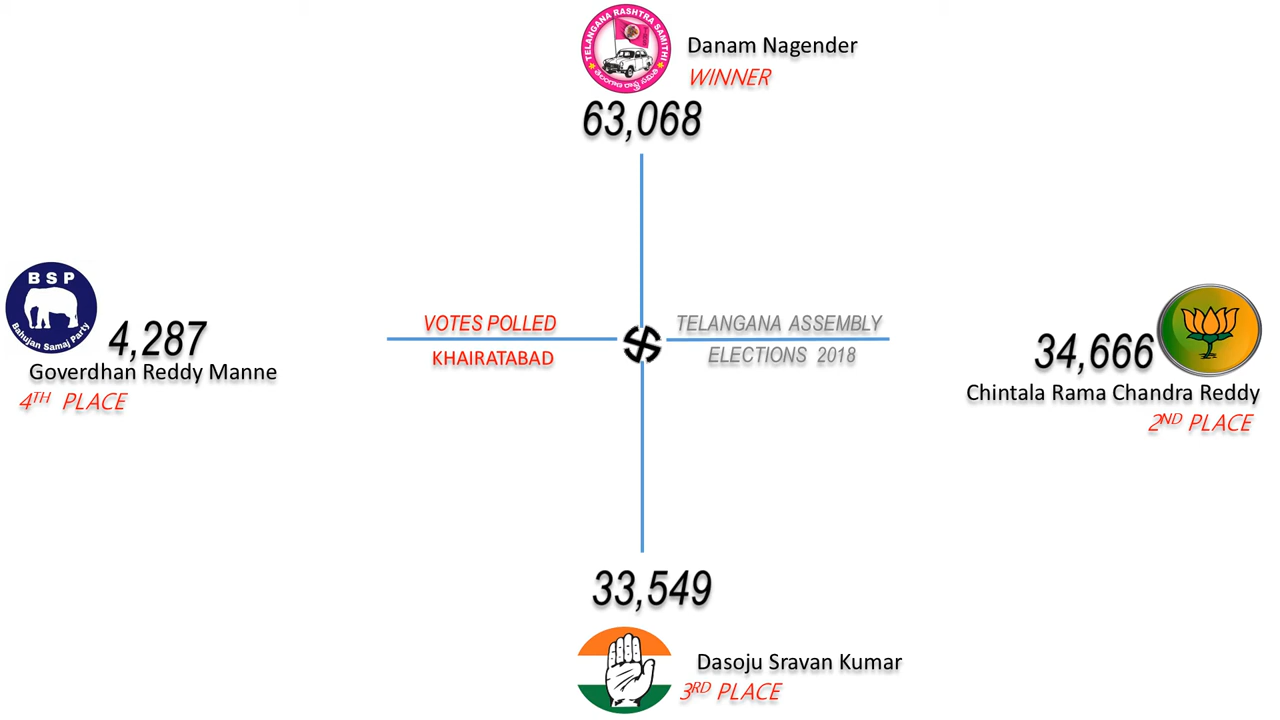 TELANGANA RASHTRA SAMITHI
తెలంగాణ రాష్ట్ర సమితి
Danam Nagender
WINNER
63,068
BSP
Bahujan Samaj Party
4,287
Goverdhan Reddy Manne
4TH PLACE
VOTES POLLED
KHAIRATABAD
TELANGANA ASSEMBLY
ELECTIONS 2018
34,666
Chintala Rama Chandra Reddy
2ND PLACE
33,549
Dasoju Sravan Kumar
3RD PLACE